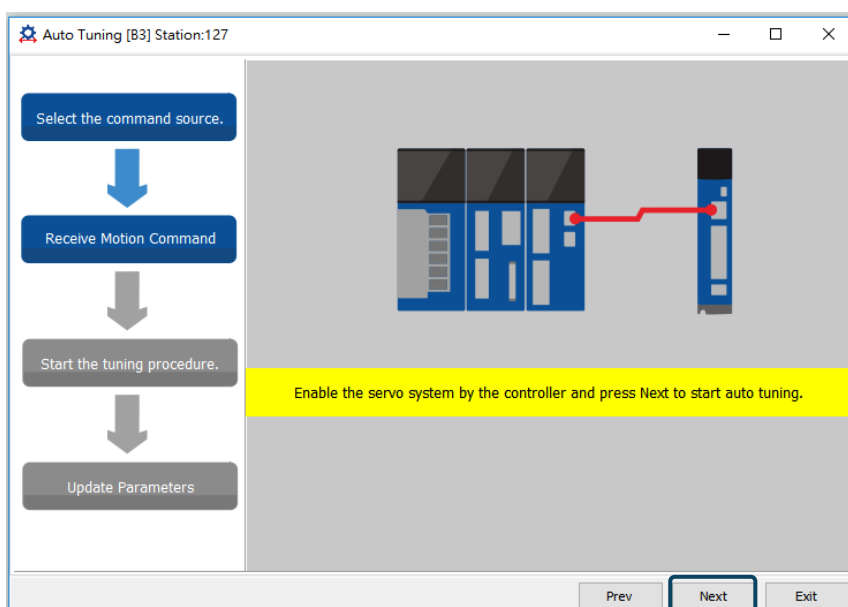 Auto Tuning [B3] Station:127
Select the command source.
Receive Motion Command
Start the tuning procedure.
Update Parameters
Enable the servo system by the controller and press Next to start auto tuning.
Prev Next Exit